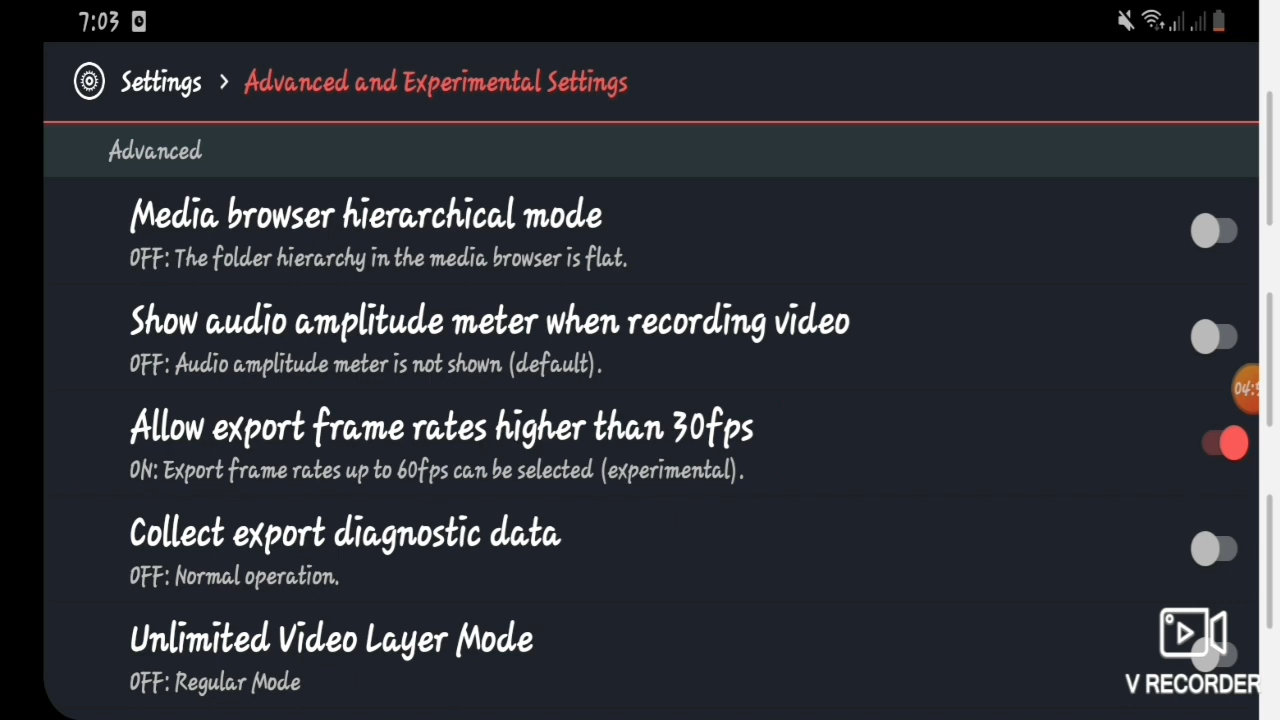 7:03
Settings > Advanced and Experimental Settings
Advanced
Media browser hierarchical mode
OFF: The folder hierarchy in the media browser is flat.
Show audio amplitude meter when recording video
OFF: Audio amplitude meter is not shown (default).
04:
Allow export frame rates higher than 30fps
ON: Export frame rates up to 60fps can be selected (experimental).
Collect export diagnostic data
OFF: Normal operation.
Unlimited Video Layer Mode
OFF: Regular Mode
V RECORDER